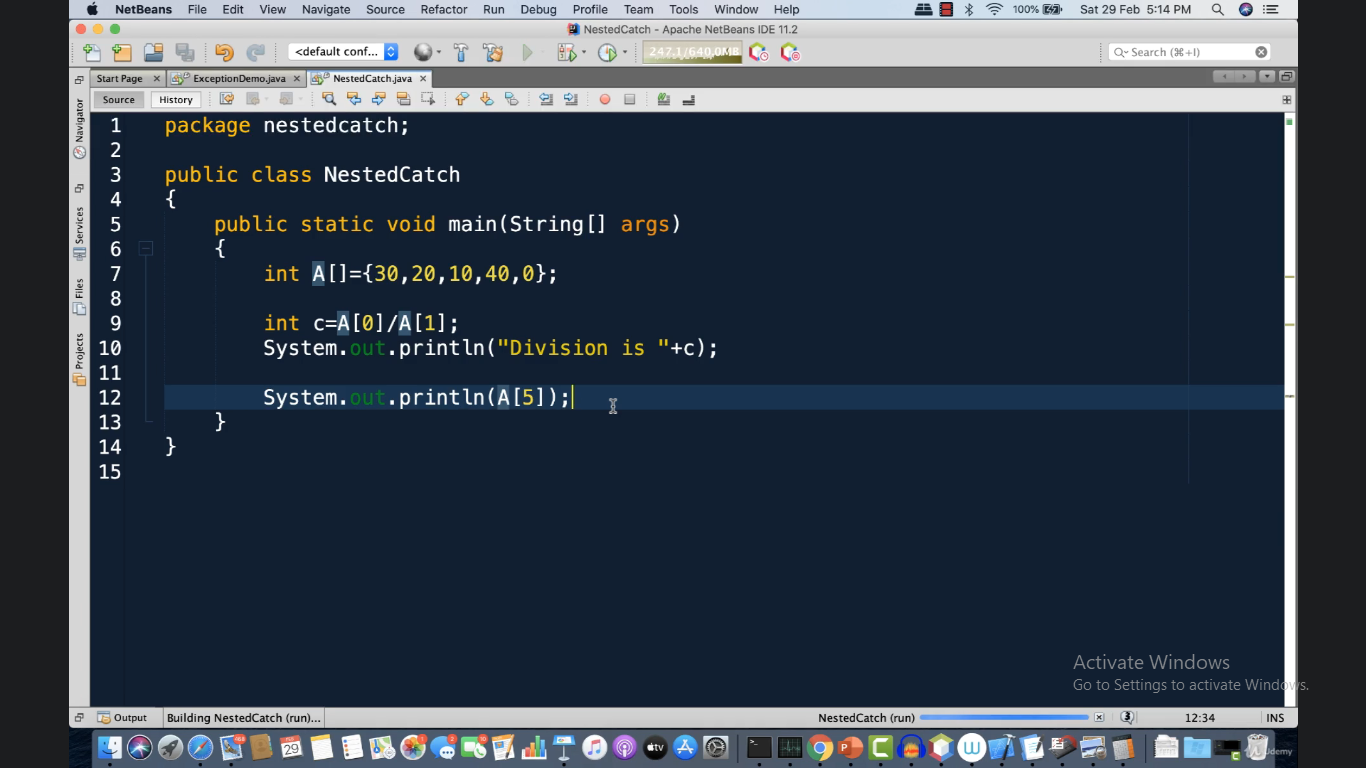 NetBeans File Edit View Navigate Source Refactor Run Debug Profile Team Tools Window Help 100% Sat 29 Feb 5:14 PM
NestedCatch - Apache NetBeans IDE 11.2
<default conf... 247.1/640.0MB Search (⌘+I)
Start Page ExceptionDemo.java NestedCatch.java
Source History
Navigator
Services
Files
Projects
1 package nestedcatch;
2
3 public class NestedCatch
4 {
5 public static void main(String[] args)
6 {
7 int A[]={30,20,10,40,0};
8
9 int c=A[0]/A[1];
10 System.out.println("Division is "+c);
11
12 System.out.println(A[5]);
13 }
14 }
15
Activate Windows
Go to Settings to activate Windows.
Output Building NestedCatch (run)... NestedCatch (run) 12:34 INS
29 tv
Udemy